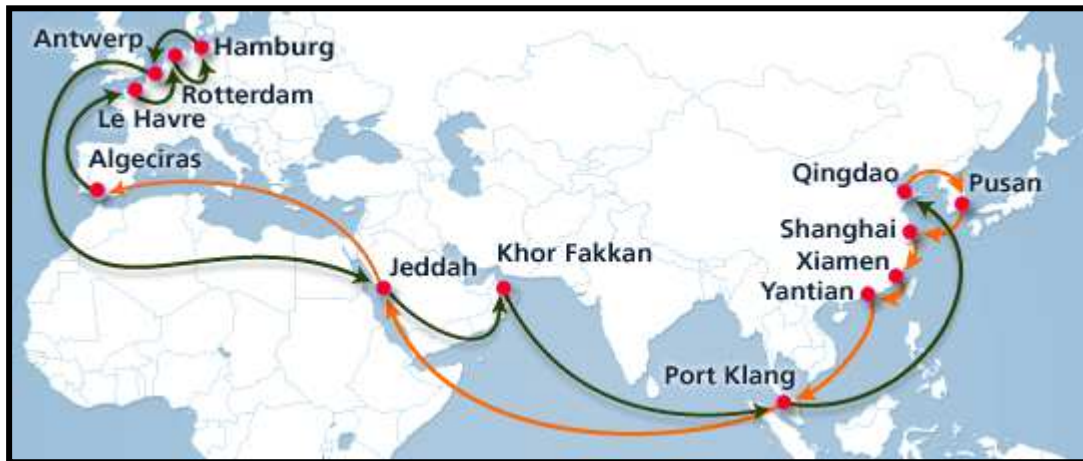 Antwerp
Hamburg
Rotterdam
Le Havre
Algeciras
Qingdao
Pusan
Shanghai
Khor Fakkan
Jeddah
Xiamen
Yantian
Port Klang